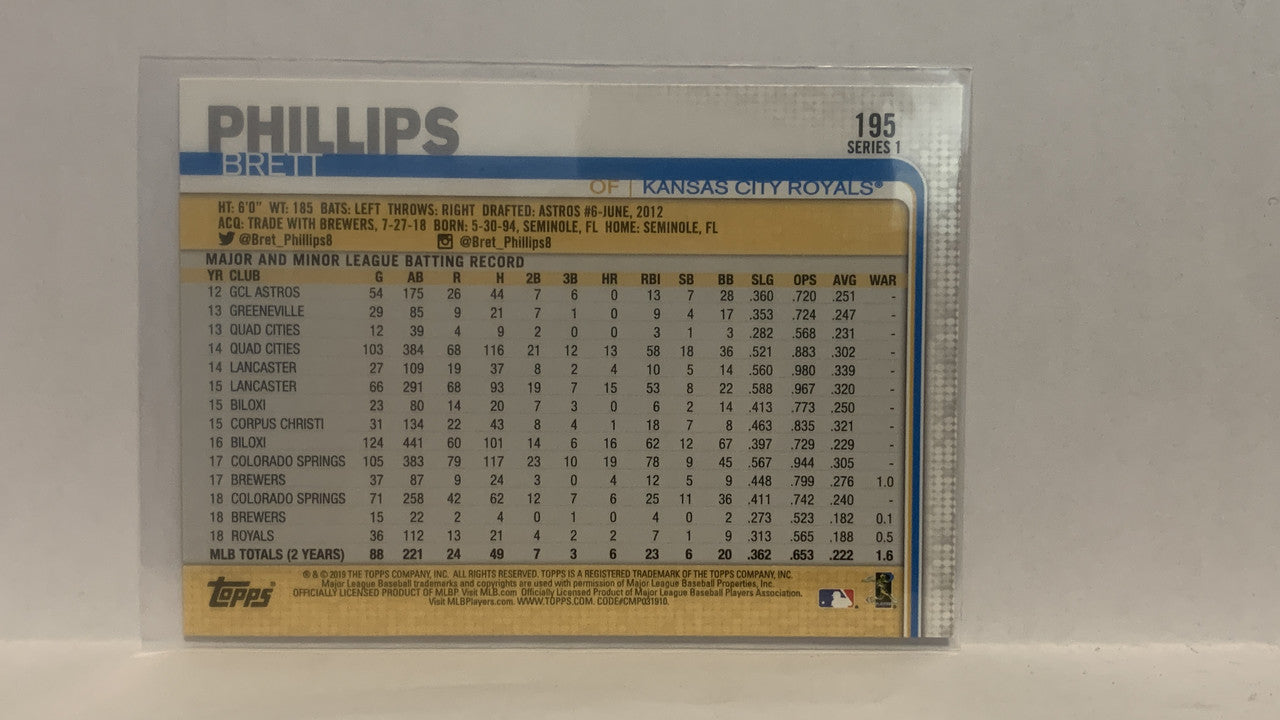 PHILLIPS
BRETT
195
SERIES 1
OF | KANSAS CITY ROYALS®
HT: 6'0" WT: 185 BATS: LEFT THROWS: RIGHT DRAFTED: ASTROS #6-JUNE, 2012
ACQ: TRADE WITH BREWERS, 7-27-18 BORN: 5-30-94, SEMINOLE, FL HOME: SEMINOLE, FL
@Bret_Phillips8 @Bret_Phillips8
MAJOR AND MINOR LEAGUE BATTING RECORD
YR CLUB G AB R H 2B 3B HR RBI SB BB SLG OPS AVG WAR
12 GCL ASTROS 54 175 26 44 7 6 0 13 7 28 .360 .720 .251 -
13 GREENEVILLE 29 85 9 21 7 1 0 9 4 17 .353 .724 .247 -
13 QUAD CITIES 12 39 4 9 2 0 0 3 1 3 .282 .568 .231 -
14 QUAD CITIES 103 384 68 116 21 12 13 58 18 36 .521 .883 .302 -
14 LANCASTER 27 109 19 37 8 2 4 10 5 14 .560 .980 .339 -
15 LANCASTER 66 291 68 93 19 7 15 53 8 22 .588 .967 .320 -
15 BILOXI 23 80 14 20 7 3 0 6 2 14 .413 .773 .250 -
15 CORPUS CHRISTI 31 134 22 43 8 4 1 18 7 8 .463 .835 .321 -
16 BILOXI 124 441 60 101 14 6 16 62 12 67 .397 .729 .229 -
17 COLORADO SPRINGS 105 383 79 117 23 10 19 78 9 45 .567 .944 .305 -
17 BREWERS 37 87 9 24 3 0 4 12 5 9 .448 .799 .276 1.0
18 COLORADO SPRINGS 71 258 42 62 12 7 6 25 11 36 .411 .742 .240 -
18 BREWERS 15 22 2 4 0 1 0 4 0 2 .273 .523 .182 0.1
18 ROYALS 36 112 13 21 4 2 2 7 1 9 .313 .565 .188 0.5
MLB TOTALS (2 YEARS) 88 221 24 49 7 3 6 23 6 20 .362 .653 .222 1.6
Topps®
® & © 2019 THE TOPPS COMPANY, INC. ALL RIGHTS RESERVED. TOPPS IS A REGISTERED TRADEMARK OF THE TOPPS COMPANY, INC.
Major League Baseball trademarks and copyrights are used with permission of Major League Baseball Properties, Inc.
OFFICIALLY LICENSED PRODUCT OF MLBP. Visit MLB.com Officially Licensed Product of Major League Baseball Players Association.
Visit MLBPlayers.com. WWW.TOPPS.COM. CODE#CMP031910.